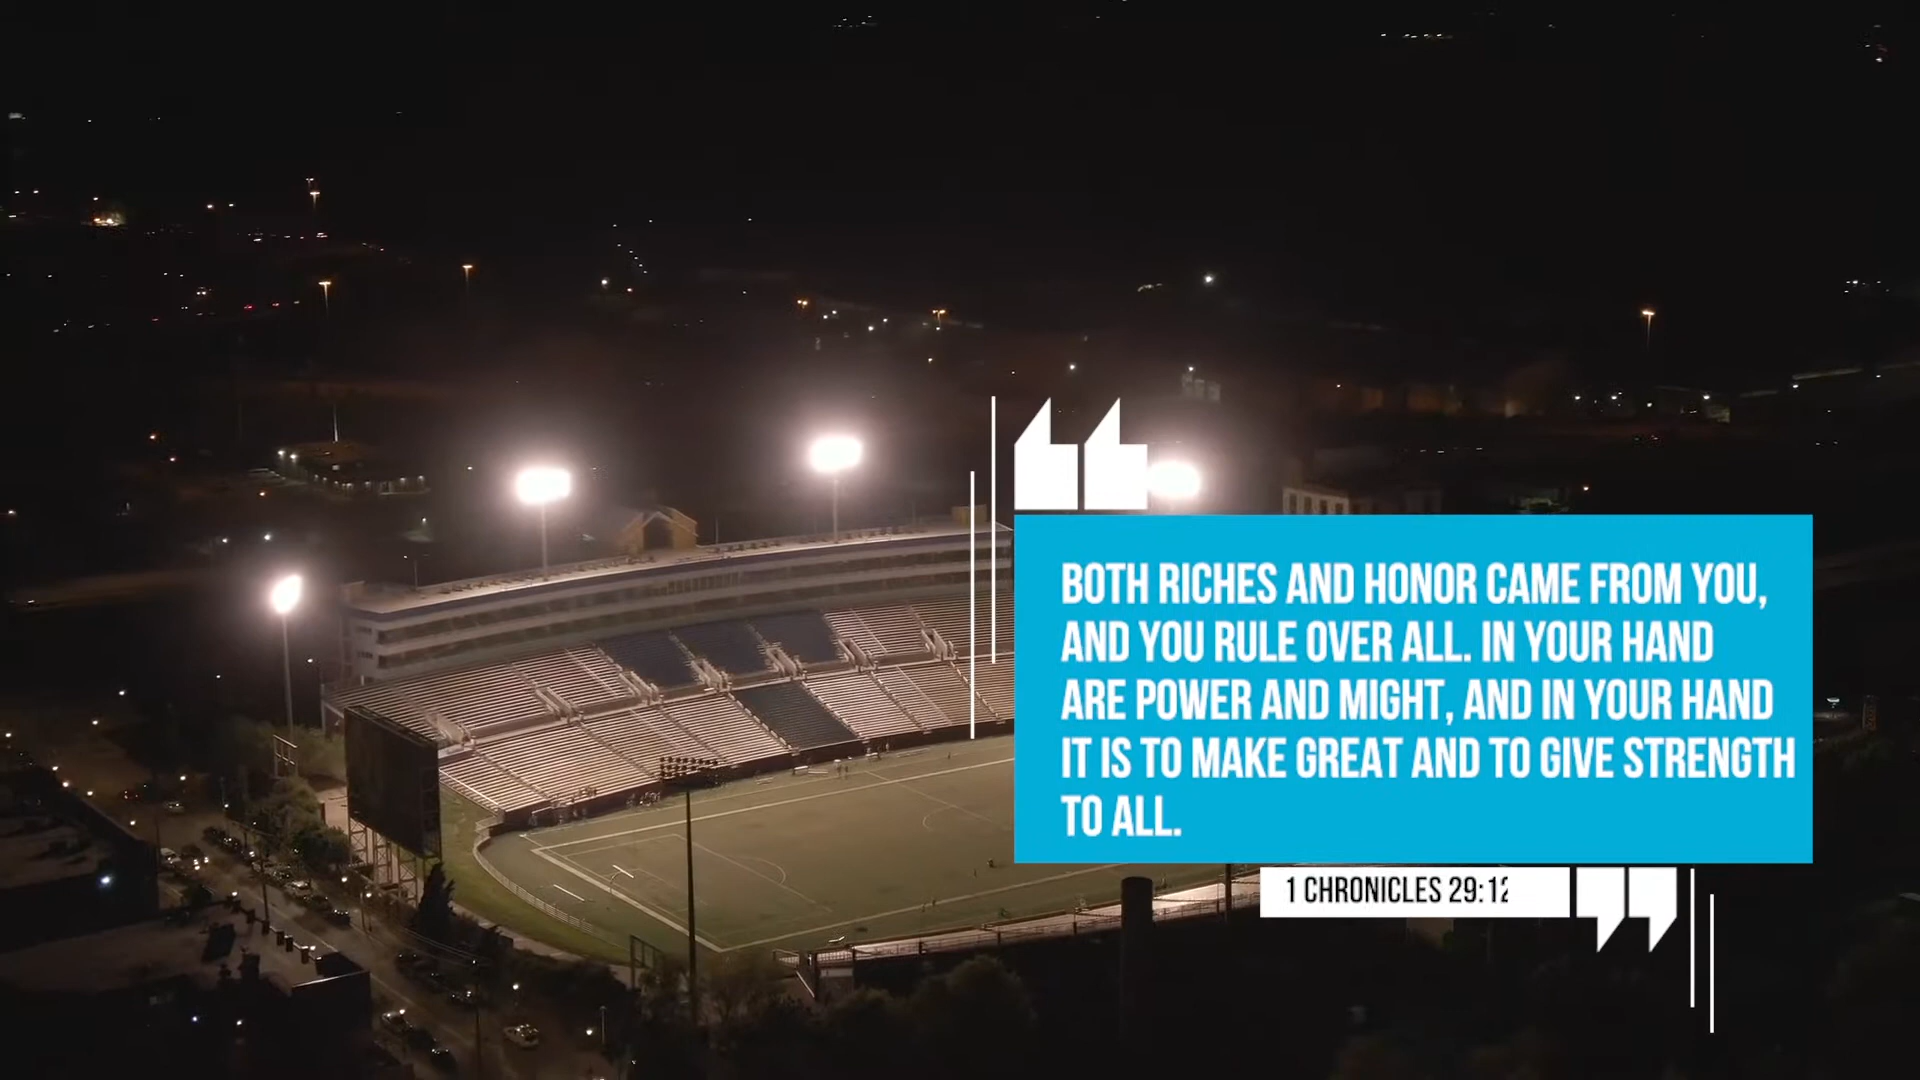 BOTH RICHES AND HONOR CAME FROM YOU,
AND YOU RULE OVER ALL. IN YOUR HAND
ARE POWER AND MIGHT, AND IN YOUR HAND
IT IS TO MAKE GREAT AND TO GIVE STRENGTH
TO ALL.
1 CHRONICLES 29:12